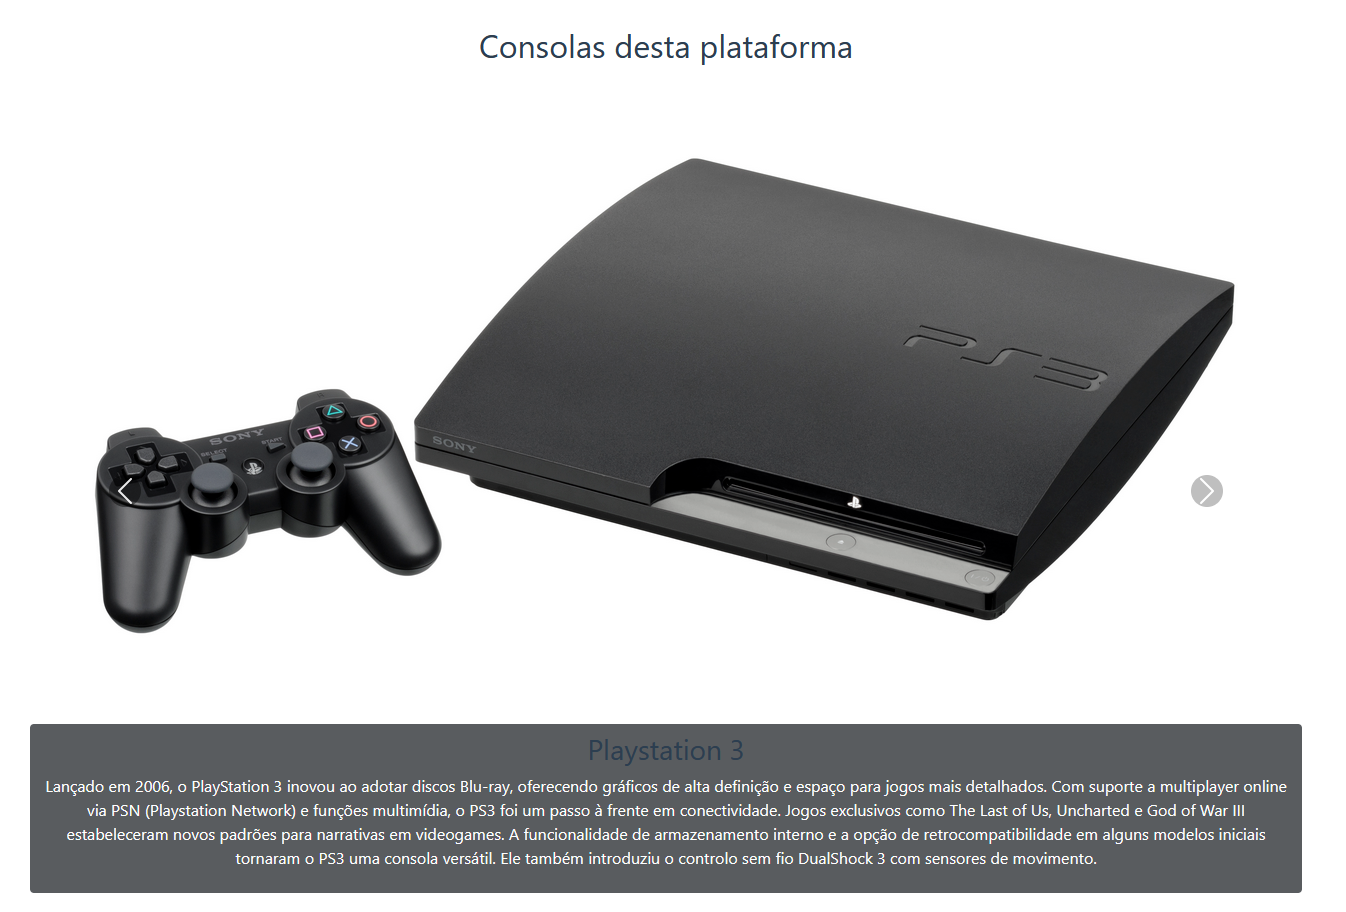 Consolas desta plataforma
PS3
SONY
SELECT
START
SONY
Playstation 3
Lançado em 2006, o PlayStation 3 inovou ao adotar discos Blu-ray, oferecendo gráficos de alta definição e espaço para jogos mais detalhados. Com suporte a multiplayer online
via PSN (Playstation Network) e funções multimídia, o PS3 foi um passo à frente em conectividade. Jogos exclusivos como The Last of Us, Uncharted e God of War III
estabeleceram novos padrões para narrativas em videogames. A funcionalidade de armazenamento interno e a opção de retrocompatibilidade em alguns modelos iniciais
tornaram o PS3 uma consola versátil. Ele também introduziu o controlo sem fio DualShock 3 com sensores de movimento.